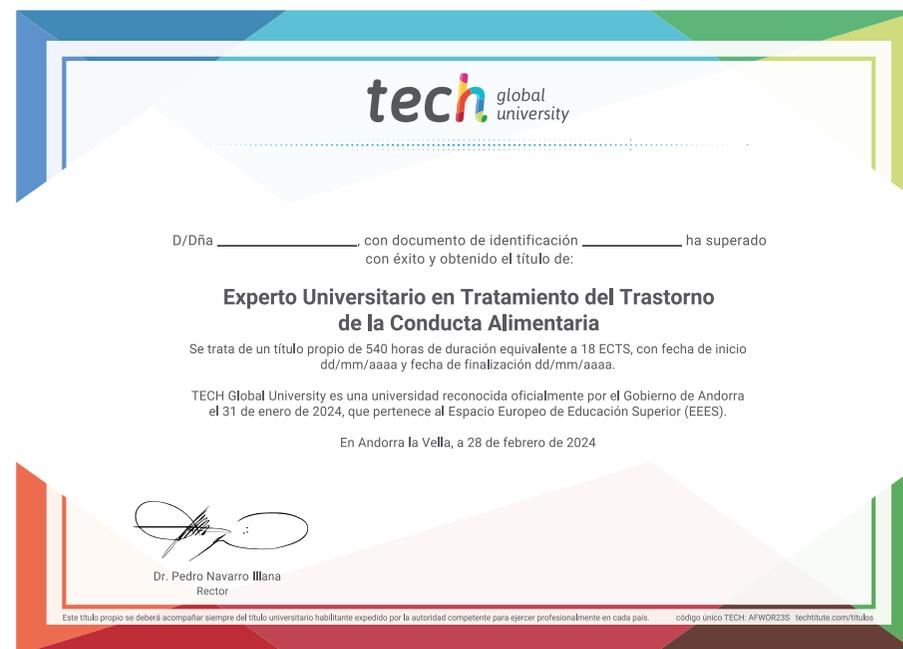 tech global
university
D/Dña ____________________, con documento de identificación ______________ ha superado
con éxito y obtenido el título de:
Experto Universitario en Tratamiento del Trastorno
de la Conducta Alimentaria
Se trata de un título propio de 540 horas de duración equivalente a 18 ECTS, con fecha de inicio
dd/mm/aaaa y fecha de finalización dd/mm/aaaa.
TECH Global University es una universidad reconocida oficialmente por el Gobierno de Andorra
el 31 de enero de 2024, que pertenece al Espacio Europeo de Educación Superior (EEES).
En Andorra la Vella, a 28 de febrero de 2024
Dr. Pedro Navarro Illana
Rector
Este título propio se deberá acompañar siempre del título universitario habilitante expedido por la autoridad competente para ejercer profesionalmente en cada país. código único TECH: AFWOR23S techtitute.com/titulos